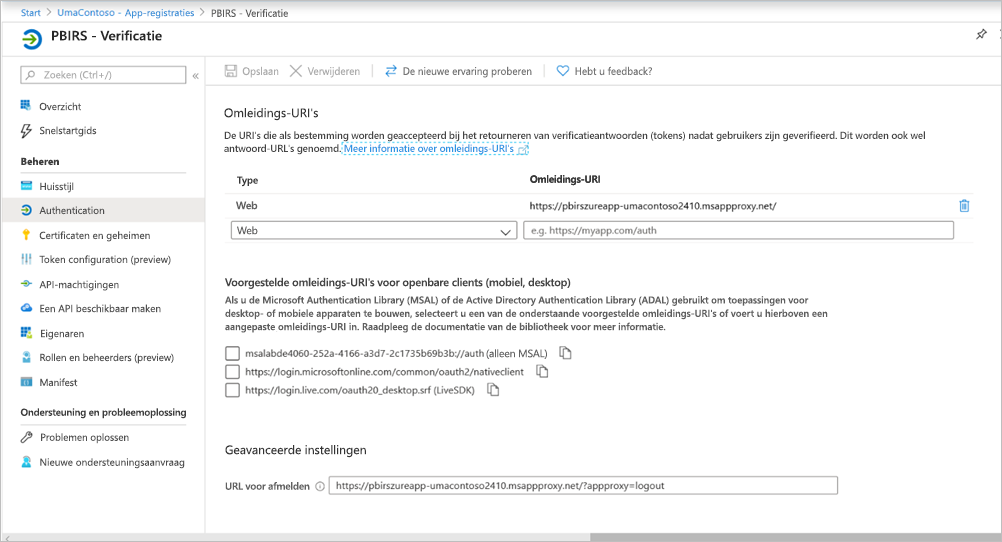 Start > UmaContoso - App-registraties > PBIRS - Verificatie
PBIRS - Verificatie
Zoeken (Ctrl+/)
«
Opslaan
Verwijderen
De nieuwe ervaring proberen
Hebt u feedback?
Overzicht
Snelstartgids
Beheren
Huisstijl
Authentication
Certificaten en geheimen
Token configuration (preview)
API-machtigingen
Een API beschikbaar maken
Eigenaren
Rollen en beheerders (preview)
Manifest
Ondersteuning en probleemoplossing
Problemen oplossen
Nieuwe ondersteuningsaanvraag
Omleidings-URI's
De URI's die als bestemming worden geaccepteerd bij het retourneren van verificatieantwoorden (tokens) nadat gebruikers zijn geverifieerd. Dit worden ook wel
antwoord-URL's genoemd. Meer informatie over omleidings-URI's
Type Omleidings-URI
Web https://pbirszureapp-umacontoso2410.msappproxy.net/
Web e.g. https://myapp.com/auth
Voorgestelde omleidings-URI's voor openbare clients (mobiel, desktop)
Als u de Microsoft Authentication Library (MSAL) of de Active Directory Authentication Library (ADAL) gebruikt om toepassingen voor
desktop- of mobiele apparaten te bouwen, selecteert u een van de onderstaande voorgestelde omleidings-URI's of voert u hierboven een
aangepaste omleidings-URI in. Raadpleeg de documentatie van de bibliotheek voor meer informatie.
msalabde4060-252a-4166-a3d7-2c1735b69b3b://auth (alleen MSAL)
https://login.microsoftonline.com/common/oauth2/nativeclient
https://login.live.com/oauth20_desktop.srf (LiveSDK)
Geavanceerde instellingen
URL voor afmelden https://pbirszureapp-umacontoso2410.msappproxy.net/?appproxy=logout